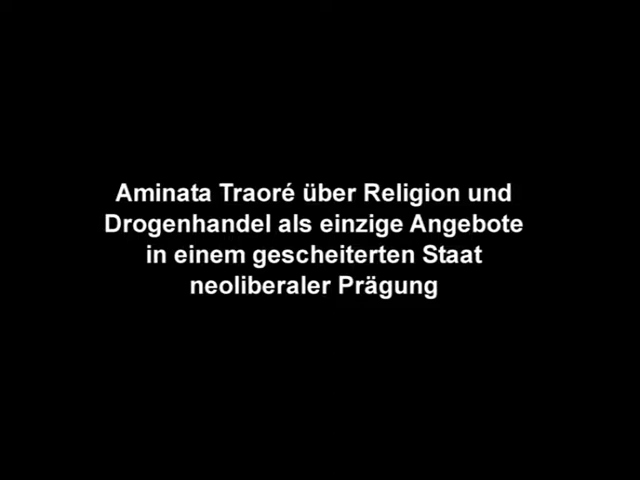 Aminata Traoré über Religion und
Drogenhandel als einzige Angebote
in einem gescheiterten Staat
neoliberaler Prägung